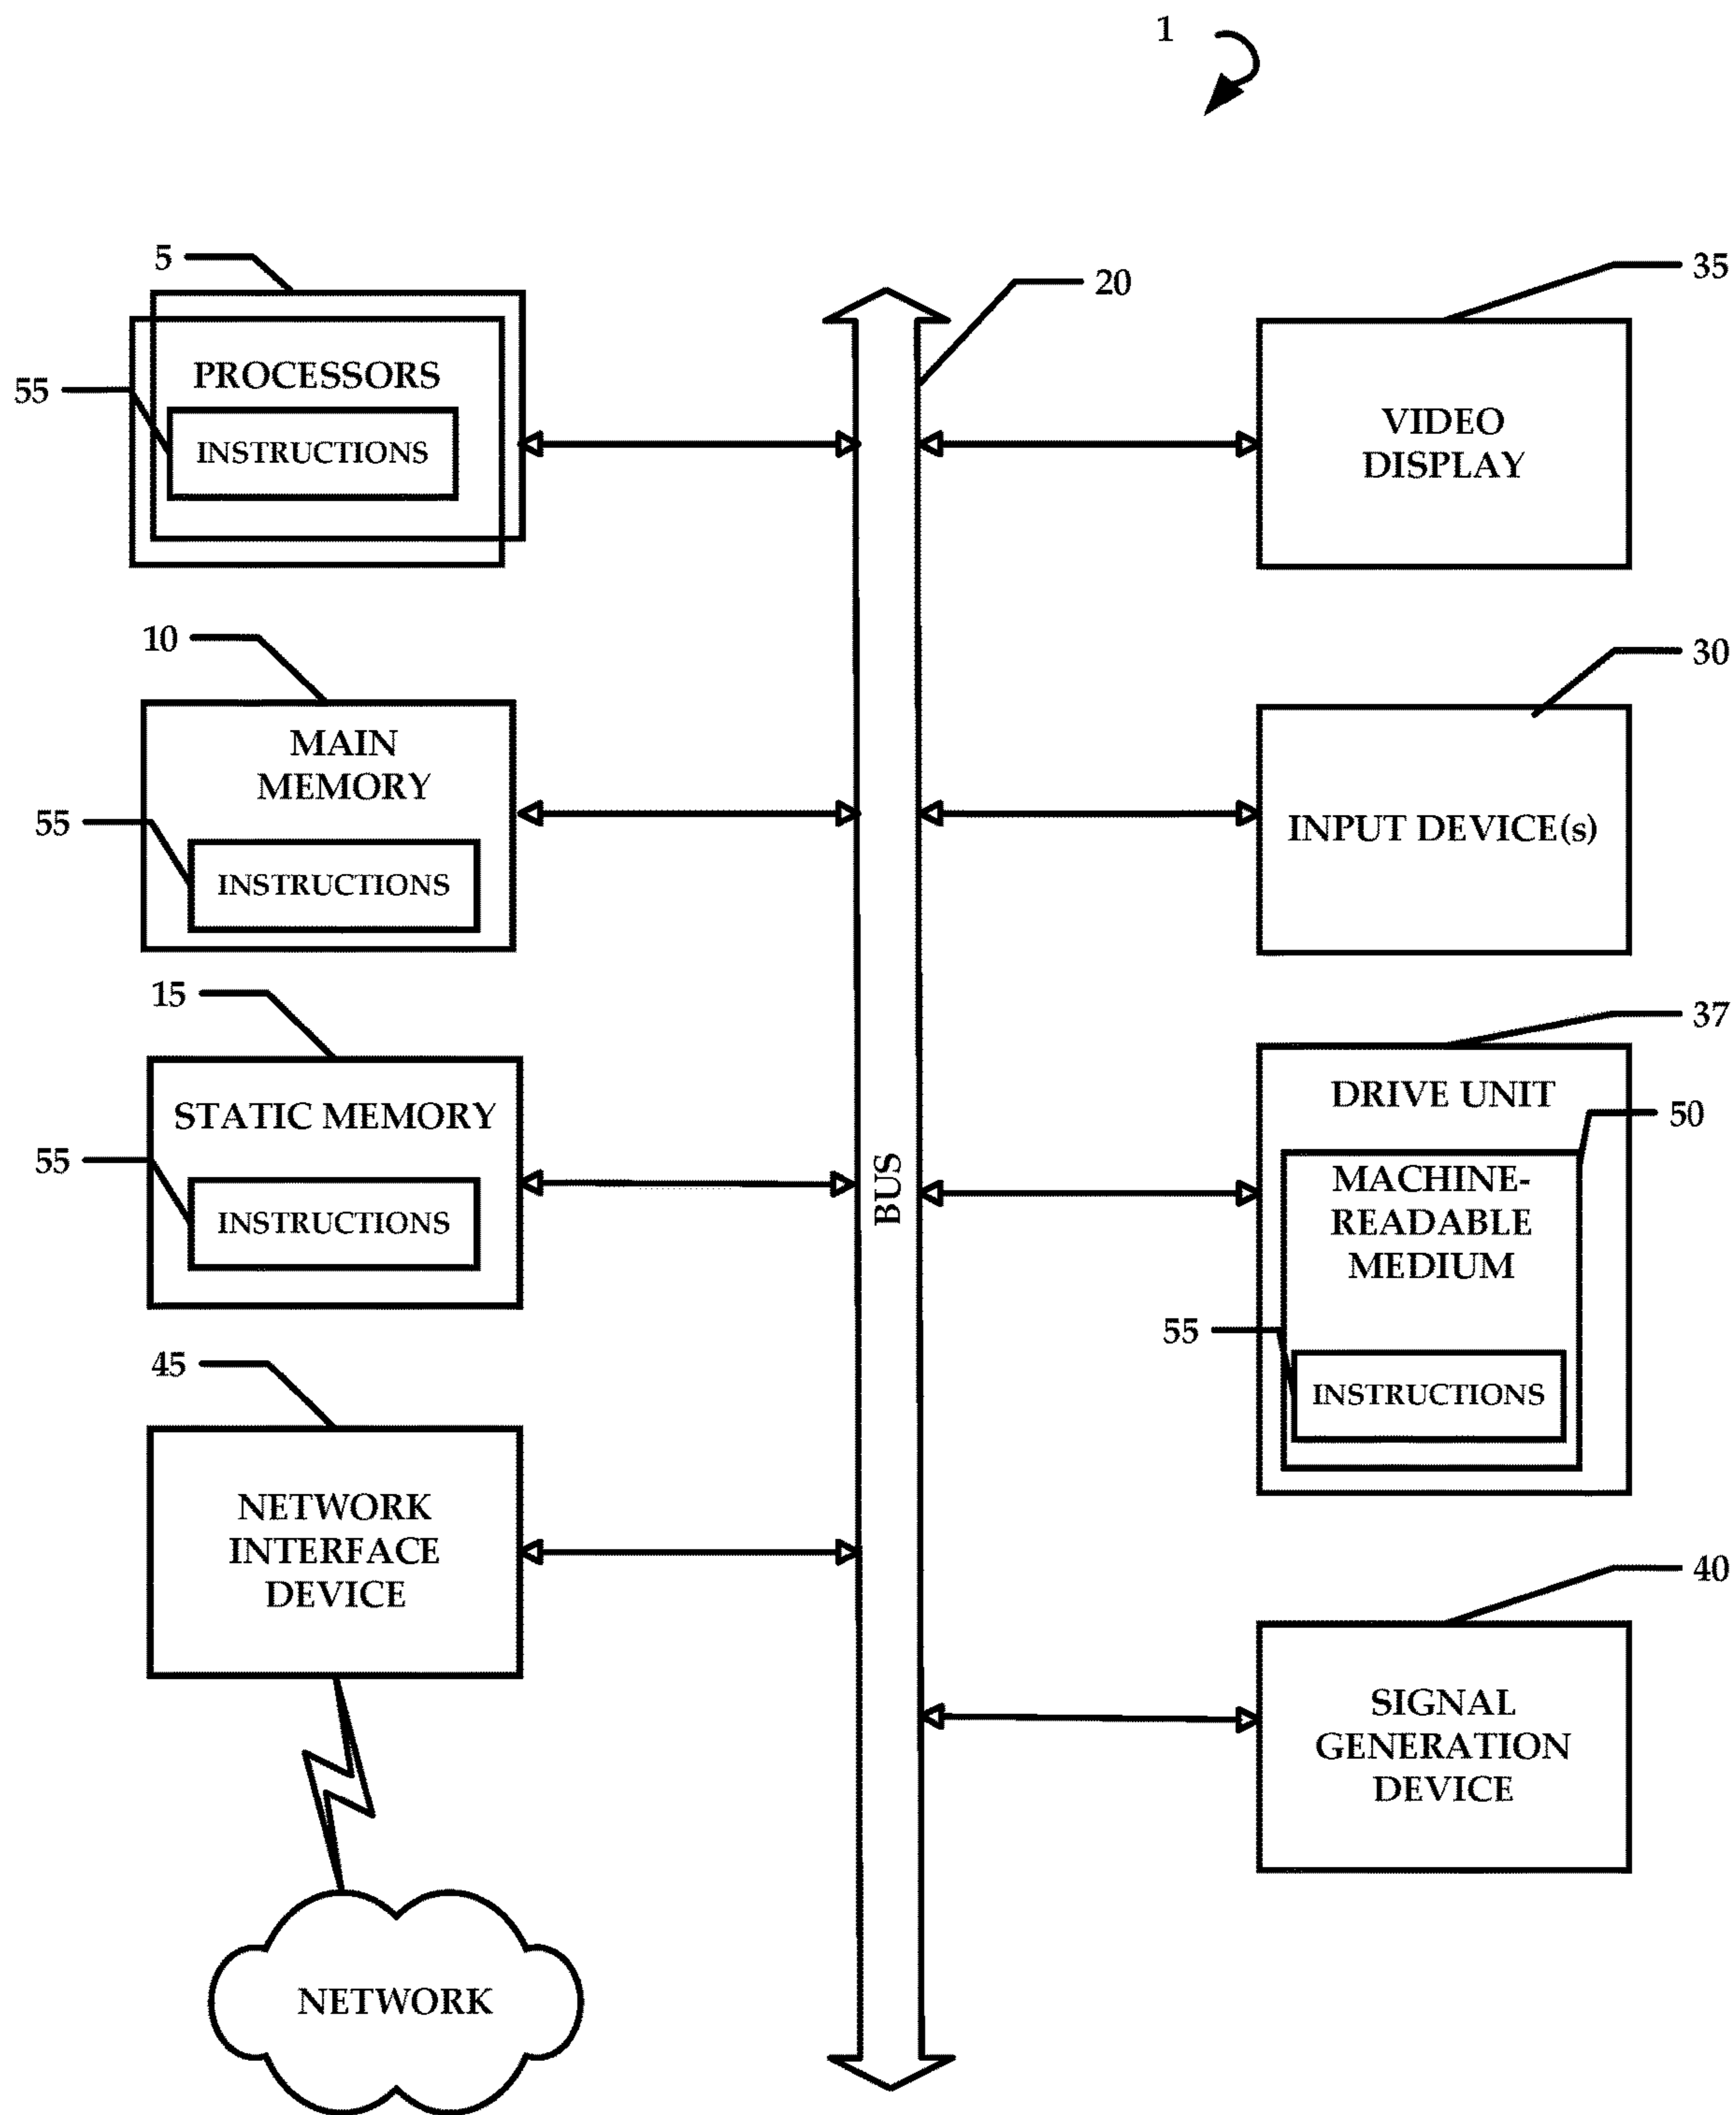 1
5
PROCESSORS
55
INSTRUCTIONS
10
MAIN
MEMORY
55
INSTRUCTIONS
15
STATIC MEMORY
55
INSTRUCTIONS
45
NETWORK
INTERFACE
DEVICE
NETWORK
20
BUS
35
VIDEO
DISPLAY
30
INPUT DEVICE(s)
37
DRIVE UNIT
50
MACHINE-
READABLE
MEDIUM
55
INSTRUCTIONS
40
SIGNAL
GENERATION
DEVICE